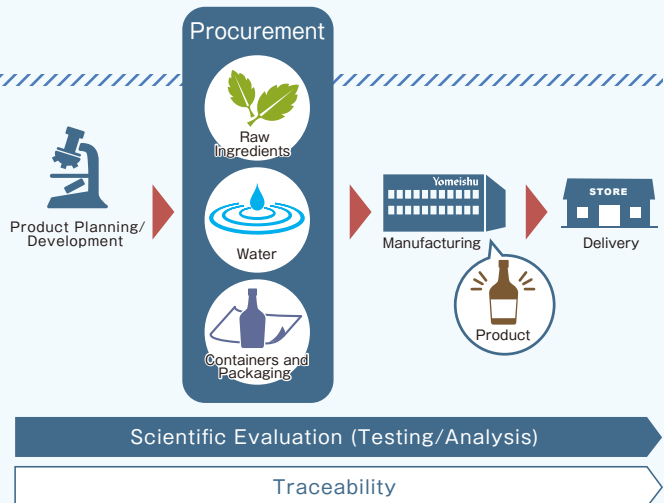 Procurement
Raw
Ingredients
Water
Containers and
Packaging
Product Planning/
Development
Yomeishu
Manufacturing
Product
STORE
Delivery
Scientific Evaluation (Testing/Analysis)
Traceability